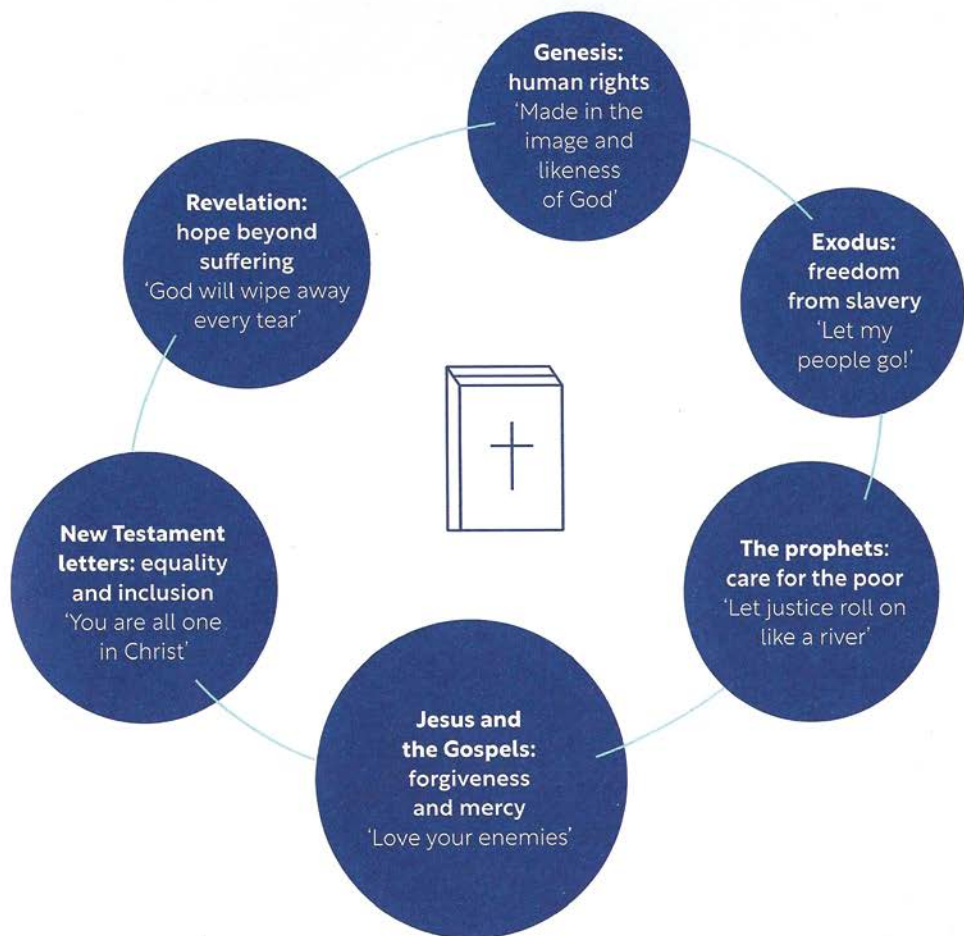 Genesis:
human rights
‘Made in the
image and
likeness
of God’
Exodus:
freedom
from slavery
‘Let my
people go!’
The prophets:
care for the poor
‘Let justice roll on
like a river’
Jesus and
the Gospels:
forgiveness
and mercy
‘Love your enemies’
New Testament
letters: equality
and inclusion
‘You are all one
in Christ’
Revelation:
hope beyond
suffering
‘God will wipe away
every tear’